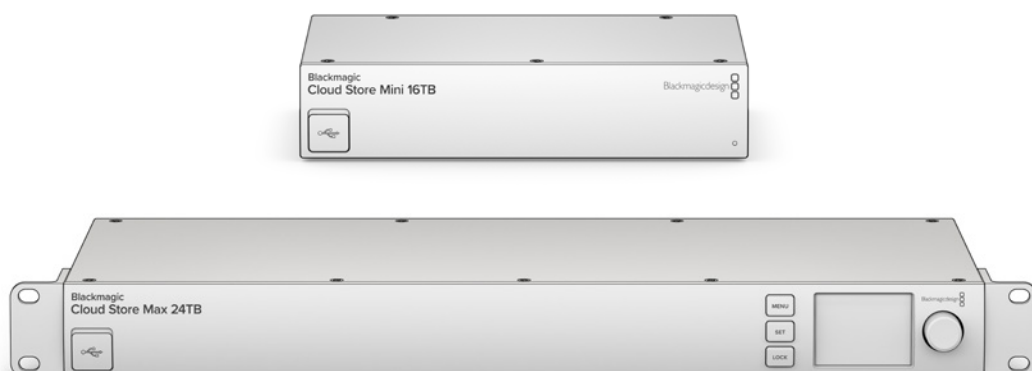 Blackmagic
Cloud Store Mini 16TB
Blackmagicdesign
Blackmagic
Cloud Store Max 24TB
MENU
SET
LOCK
Blackmagicdesign